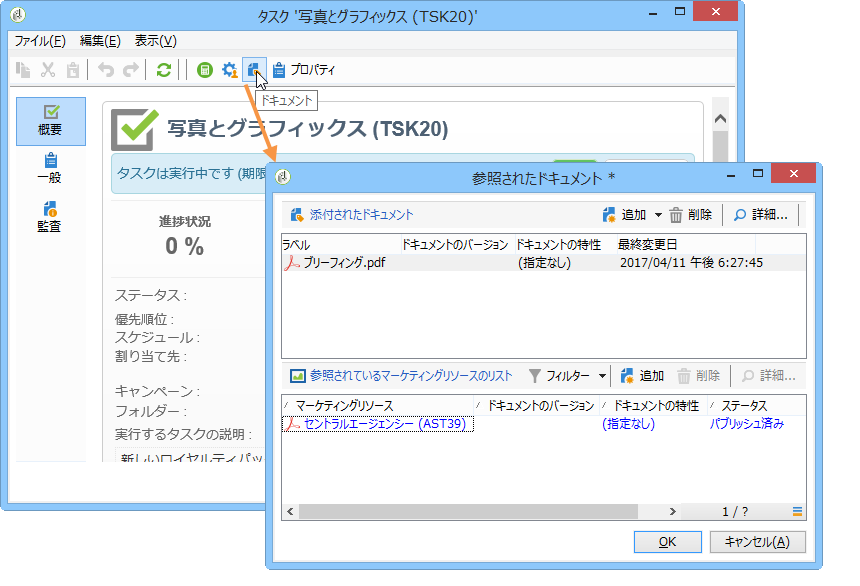 タスク '写真とグラフィックス (TSK20)'
ファイル(F) 編集(E) 表示(V)
プロパティ
ドキュメント
概要
一般
監査
写真とグラフィックス (TSK20)
タスクは実行中です (期限
進捗状況
0 %
ステータス :
優先順位 :
スケジュール :
割り当て先 :
キャンペーン :
フォルダー :
実行するタスクの説明 :
新しいロイヤルティパッ
参照されたドキュメント *
添付されたドキュメント 追加 削除 詳細...
ラベル ドキュメントのバージョン ドキュメントの特性 最終変更日
ブリーフィング.pdf (指定なし) 2017/04/11 午後 6:27:45
参照されているマーケティングリソースのリスト フィルター 追加 削除 詳細...
マーケティングリソース ドキュメントのバージョン ドキュメントの特性 ステータス
セントラルエージェンシー (AST39) (指定なし) パブリッシュ済み
1 / ?
OK キャンセル(A)